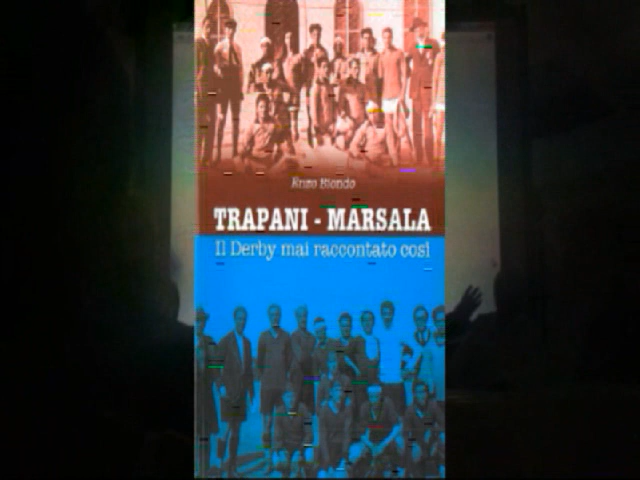 Enzo Biondo
TRAPANI - MARSALA
Il Derby mai raccontato così